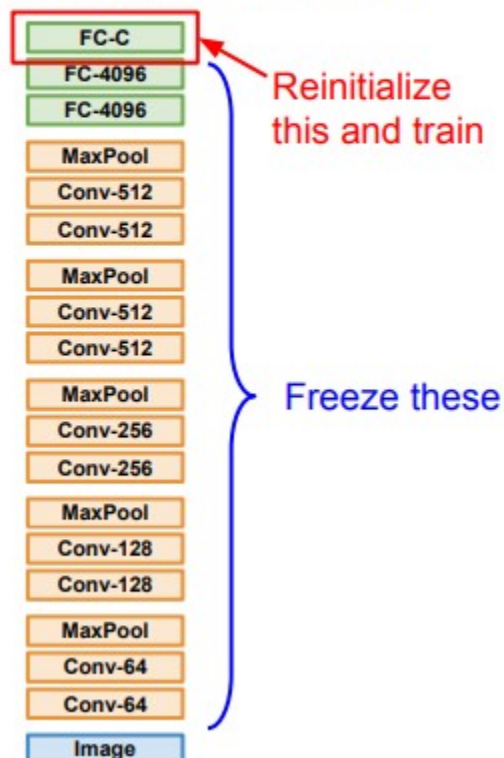 FC-C
FC-4096
FC-4096
Reinitialize
this and train
MaxPool
Conv-512
Conv-512
MaxPool
Conv-512
Conv-512
MaxPool
Conv-256
Conv-256
Freeze these
MaxPool
Conv-128
Conv-128
MaxPool
Conv-64
Conv-64
Image